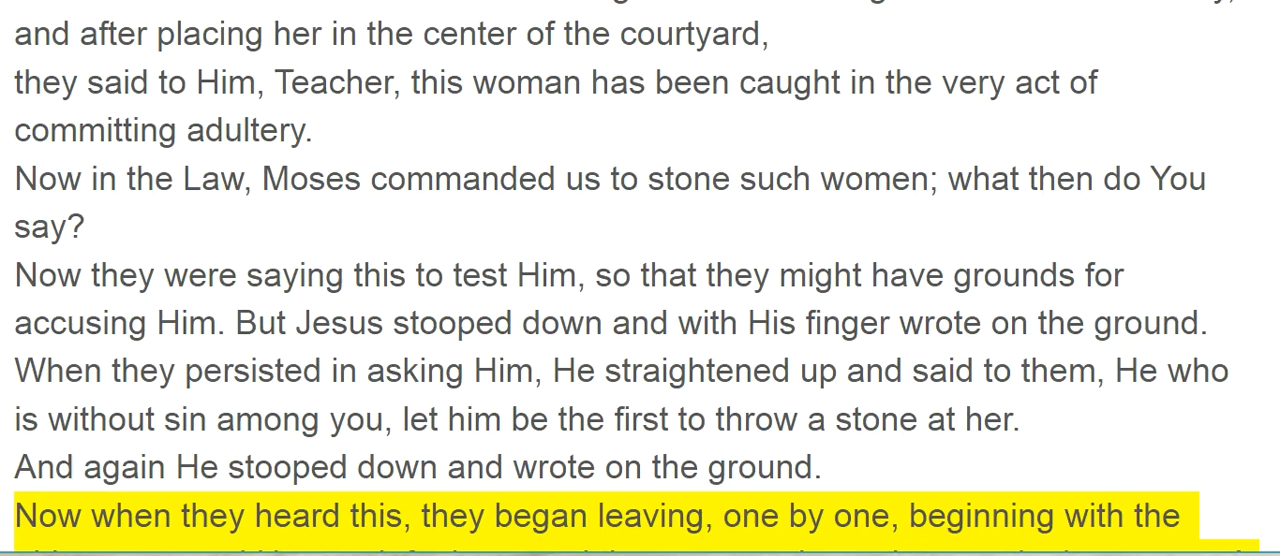 and after placing her in the center of the courtyard,
they said to Him, Teacher, this woman has been caught in the very act of
committing adultery.
Now in the Law, Moses commanded us to stone such women; what then do You
say?
Now they were saying this to test Him, so that they might have grounds for
accusing Him. But Jesus stooped down and with His finger wrote on the ground.
When they persisted in asking Him, He straightened up and said to them, He who
is without sin among you, let him be the first to throw a stone at her.
And again He stooped down and wrote on the ground.
Now when they heard this, they began leaving, one by one, beginning with the